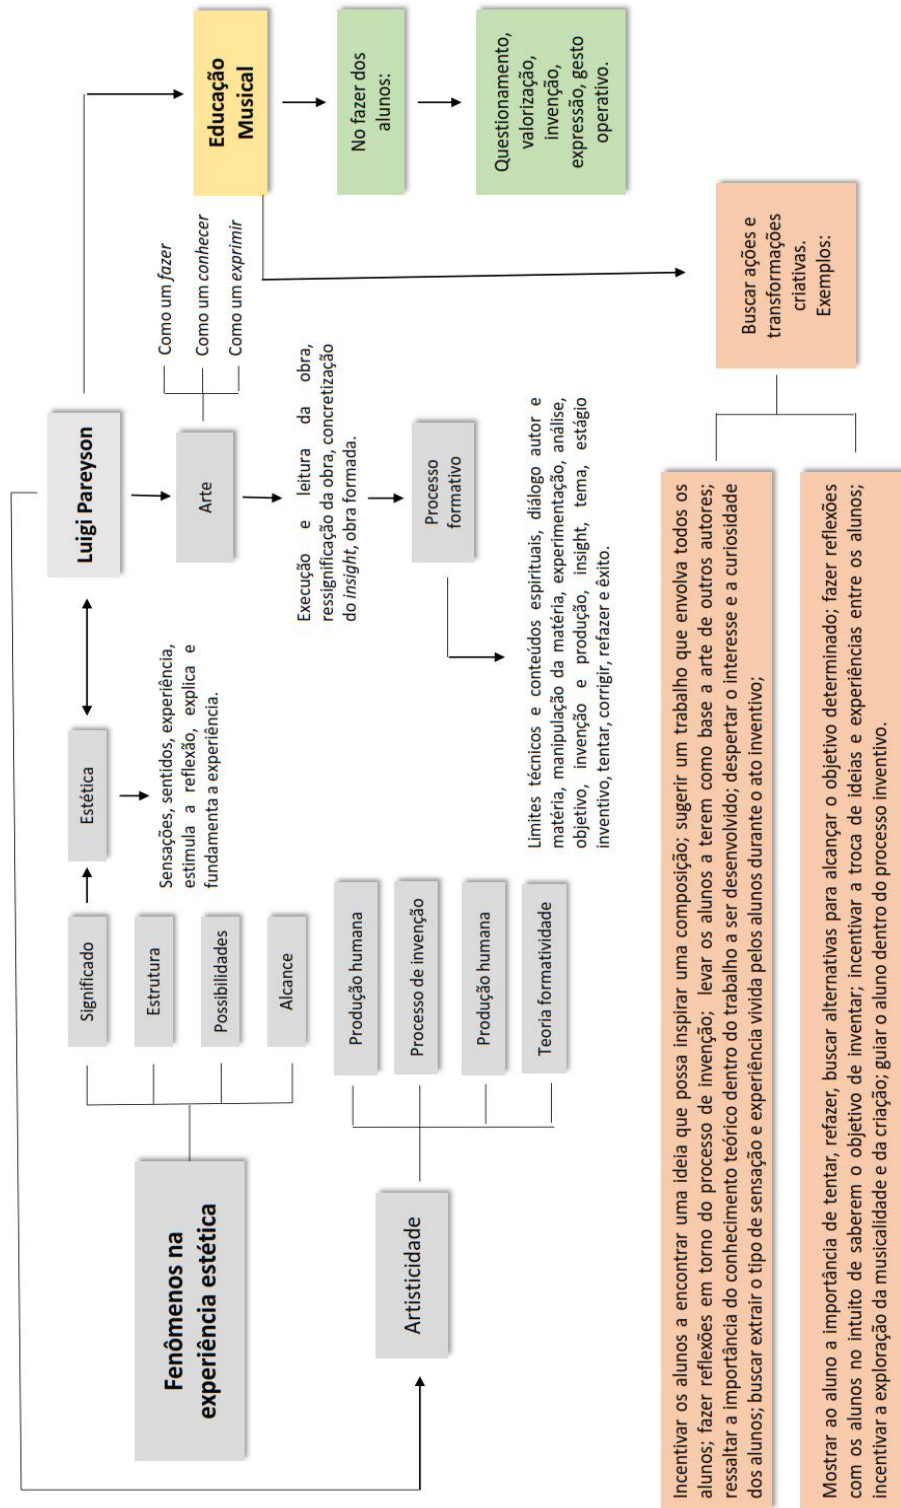 Fenômenos na
experiência estética
Significado
Estrutura
Possibilidades
Alcance
Estética
Sensações, sentidos, experiência,
estimula a reflexão, explica e
fundamenta a experiência.
Luigi Pareyson
Arte
Como um fazer
Como um conhecer
Como um exprimir
Execução e leitura da obra,
ressignificação da obra, concretização
do insight, obra formada.
Processo
formativo
Limites técnicos e conteúdos espirituais, diálogo autor e
matéria, manipulação da matéria, experimentação, análise,
objetivo, invenção e produção, insight, tema, estágio
inventivo, tentar, corrigir, refazer e êxito.
Artisticidade
Produção humana
Processo de invenção
Produção humana
Teoria formatividade
Educação
Musical
No fazer dos
alunos:
Questionamento,
valorização,
invenção,
expressão, gesto
operativo.
Buscar ações e
transformações
criativas.
Exemplos:
Incentivar os alunos a encontrar uma ideia que possa inspirar uma composição; sugerir um trabalho que envolva todos os
alunos; fazer reflexões em torno do processo de invenção; levar os alunos a terem como base a arte de outros autores;
ressaltar a importância do conhecimento teórico dentro do trabalho a ser desenvolvido; despertar o interesse e a curiosidade
dos alunos; buscar extrair o tipo de sensação e experiência vivida pelos alunos durante o ato inventivo;
Mostrar ao aluno a importância de tentar, refazer, buscar alternativas para alcançar o objetivo determinado; fazer reflexões
com os alunos no intuito de saberem o objetivo de inventar; incentivar a troca de ideias e experiências entre os alunos;
incentivar a exploração da musicalidade e da criação; guiar o aluno dentro do processo inventivo.